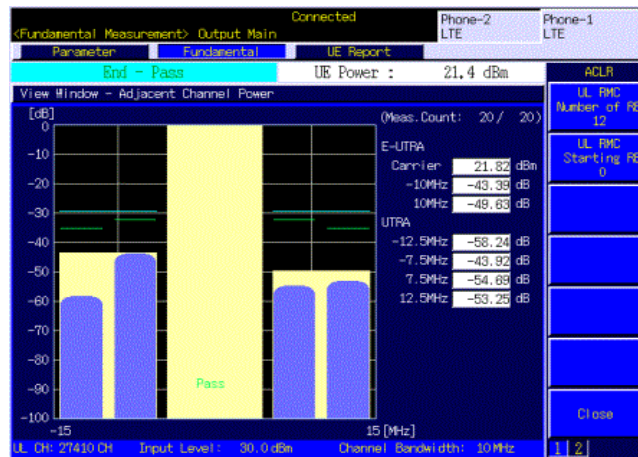 Connected
<Fundamental Measurement> Output Main
Phone-2
LTE
Phone-1
LTE
Parameter
Fundamental
UE Report
End - Pass
UE Power :
21.4 dBm
ACLR
View Window - Adjacent Channel Power
UL RMC
Number of RB
12
UL RMC
Starting RB
0
Close
1 2
[dB]
(Meas.Count: 20/ 20)
0
-10
-20
-30
-40
-50
-60
-70
-80
-90
-100
Pass
-15
15 [MHz]
E-UTRA
Carrier 21.82 dBm
-10MHz -43.39 dB
10MHz -49.63 dB
UTRA
-12.5MHz -58.24 dB
-7.5MHz -43.92 dB
7.5MHz -54.69 dB
12.5MHz -53.25 dB
UL CH: 27410 CH Input Level: 30.0 dBm Channel Bandwidth: 10 MHz